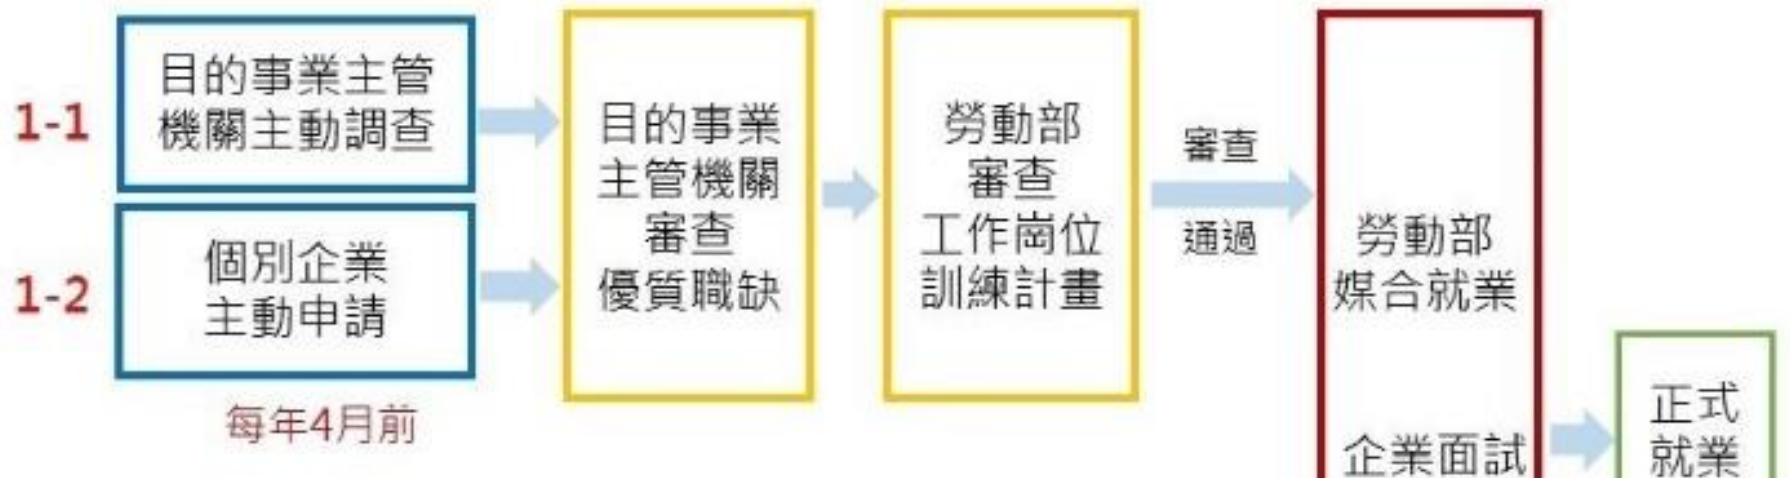 1-1
目的事業主管
機關主動調查
1-2
個別企業
主動申請
每年4月前
目的事業
主管機關
審查
優質職缺
勞動部
審查
工作崗位
訓練計畫
審查
通過
勞動部
媒合就業
企業面試
正式
就業